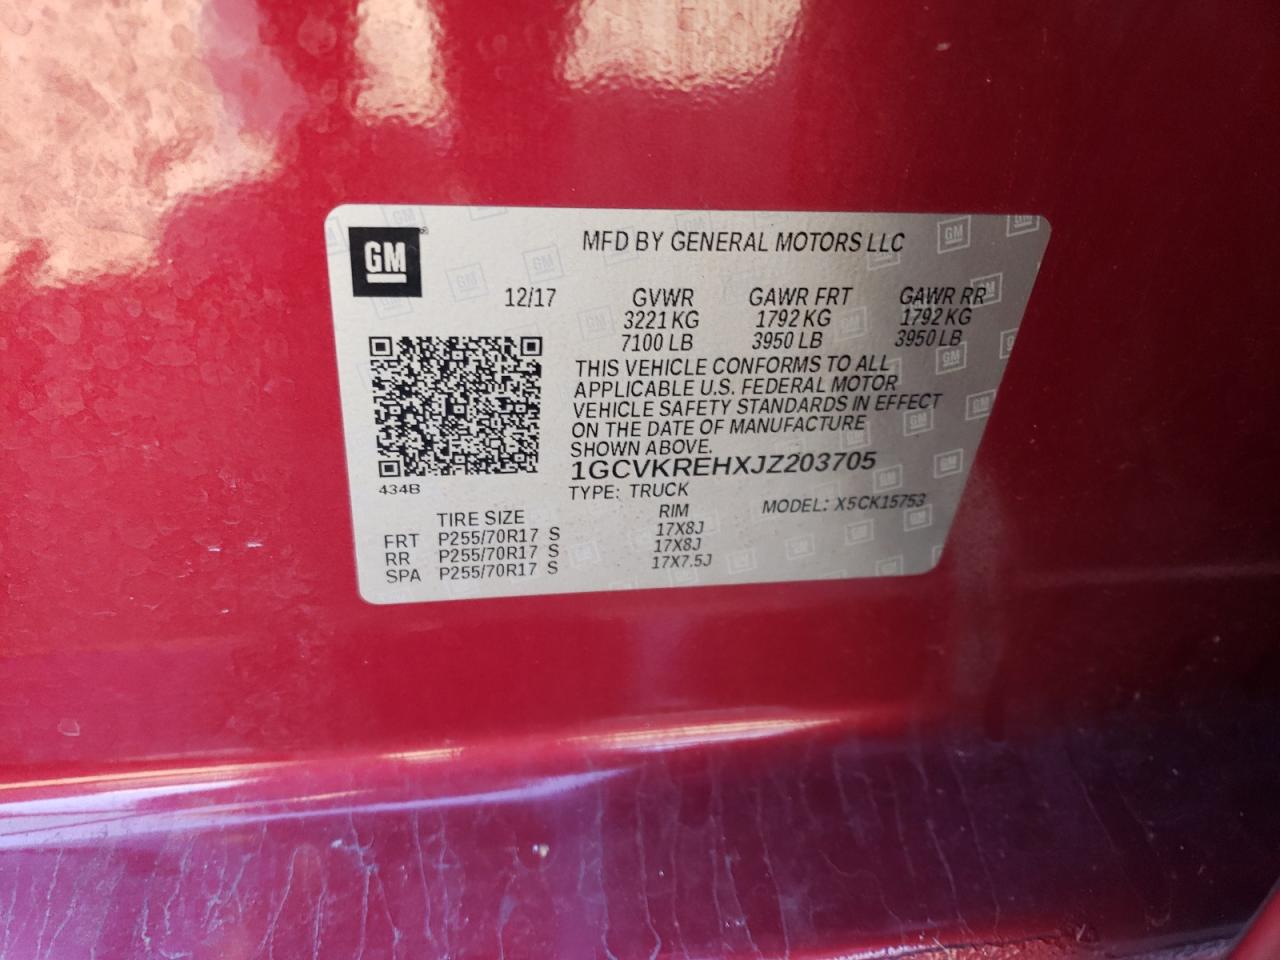 GM
MFD BY GENERAL MOTORS LLC
12/17 GVWR GAWR FRT GAWR RR
3221 KG 1792 KG 1792 KG
7100 LB 3950 LB 3950 LB
THIS VEHICLE CONFORMS TO ALL
APPLICABLE U.S. FEDERAL MOTOR
VEHICLE SAFETY STANDARDS IN EFFECT
ON THE DATE OF MANUFACTURE
SHOWN ABOVE.
1GCVKREHXJZ203705
434B
TYPE: TRUCK
MODEL: X5CK15753
TIRE SIZE RIM
FRT P255/70R17 S 17X8J
RR P255/70R17 S 17X8J
SPA P255/70R17 S 17X7.5J